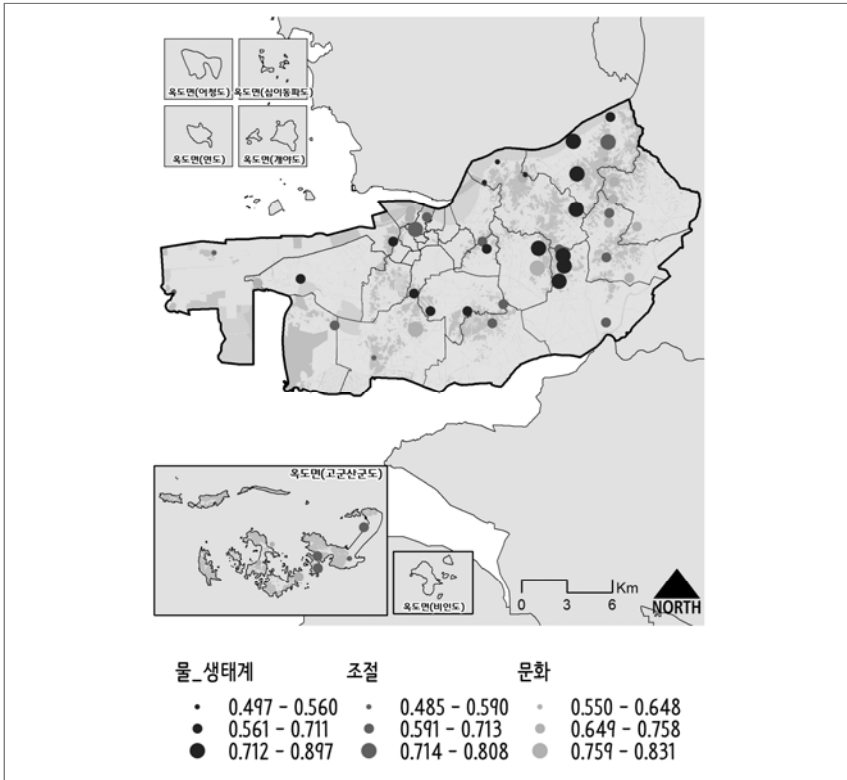 옥도면(어청도) 옥도면(십이동파도)
옥도면(연도) 옥도면(개야도)
옥도면(고군산군도)
옥도면(비안도)
Km
0 3 6
NORTH
물_생태계 조절 문화
0.497 - 0.560 0.485 - 0.590 0.550 - 0.648
0.561 - 0.711 0.591 - 0.713 0.649 - 0.758
0.712 - 0.897 0.714 - 0.808 0.759 - 0.831